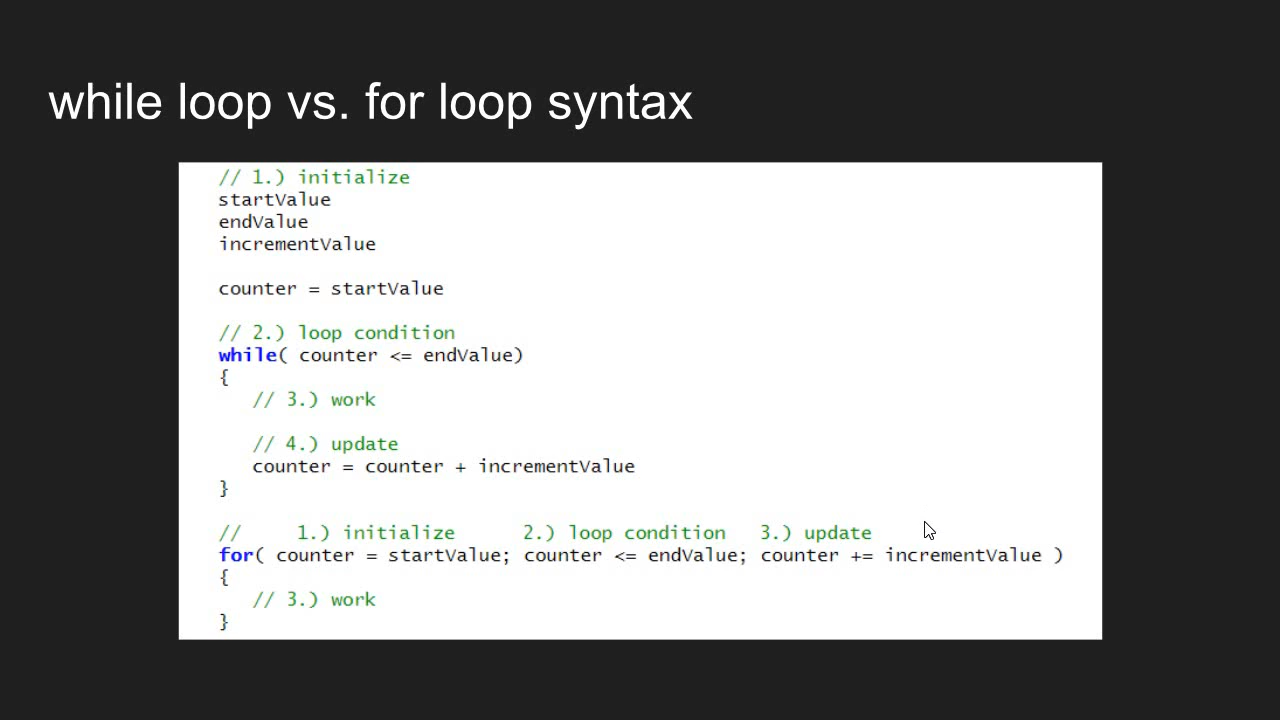 while loop vs. for loop syntax
// 1.) initialize
startValue
endValue
incrementValue
counter = startValue
// 2.) loop condition
while( counter <= endValue)
{
// 3.) work
// 4.) update
counter = counter + incrementValue
}
// 1.) initialize 2.) loop condition 3.) update
for( counter = startValue; counter <= endValue; counter += incrementValue )
{
// 3.) work
}